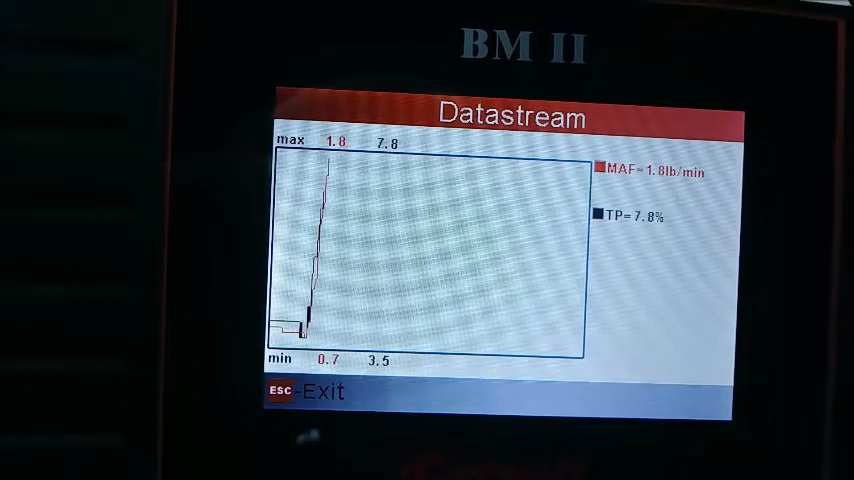 BM II
Datastream
max 1.8 7.8
MAF=1.8lb/min
TP=7.8%
min 0.7 3.5
ESC-Exit